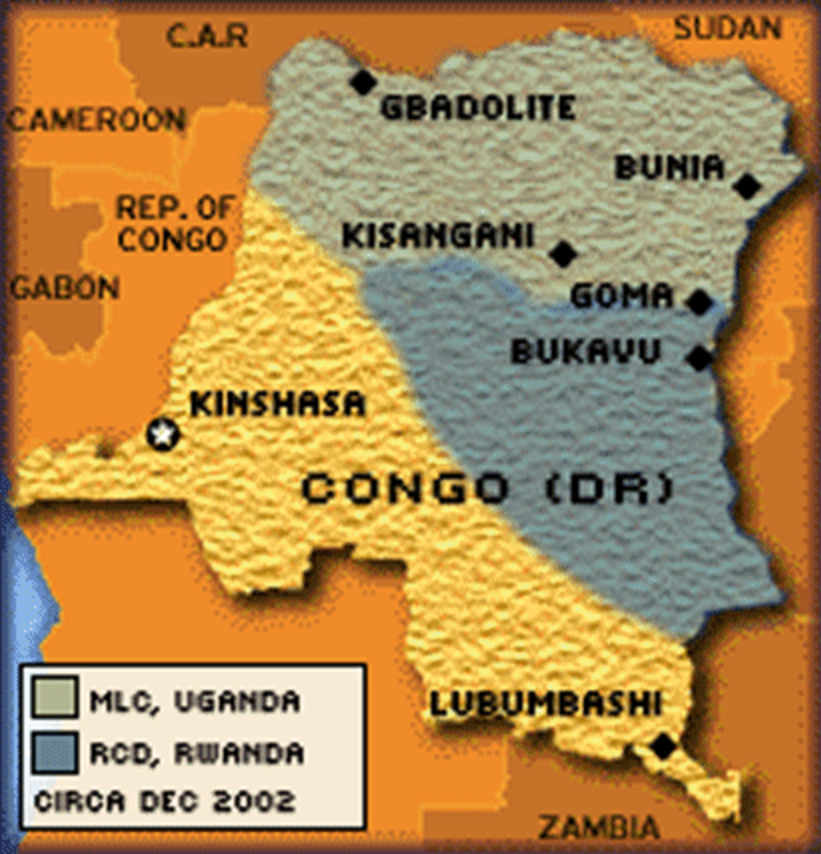 C.A.R
SUDAN
CAMEROON
GBADOLITE
BUNIA
REP. OF
CONGO
KISANGANI
GABON
GOMA
BUKAVU
KINSHASA
CONGO (DR)
MLC, UGANDA
LUBUMBASHI
RCD, RWANDA
CIRCA DEC 2002
ZAMBIA